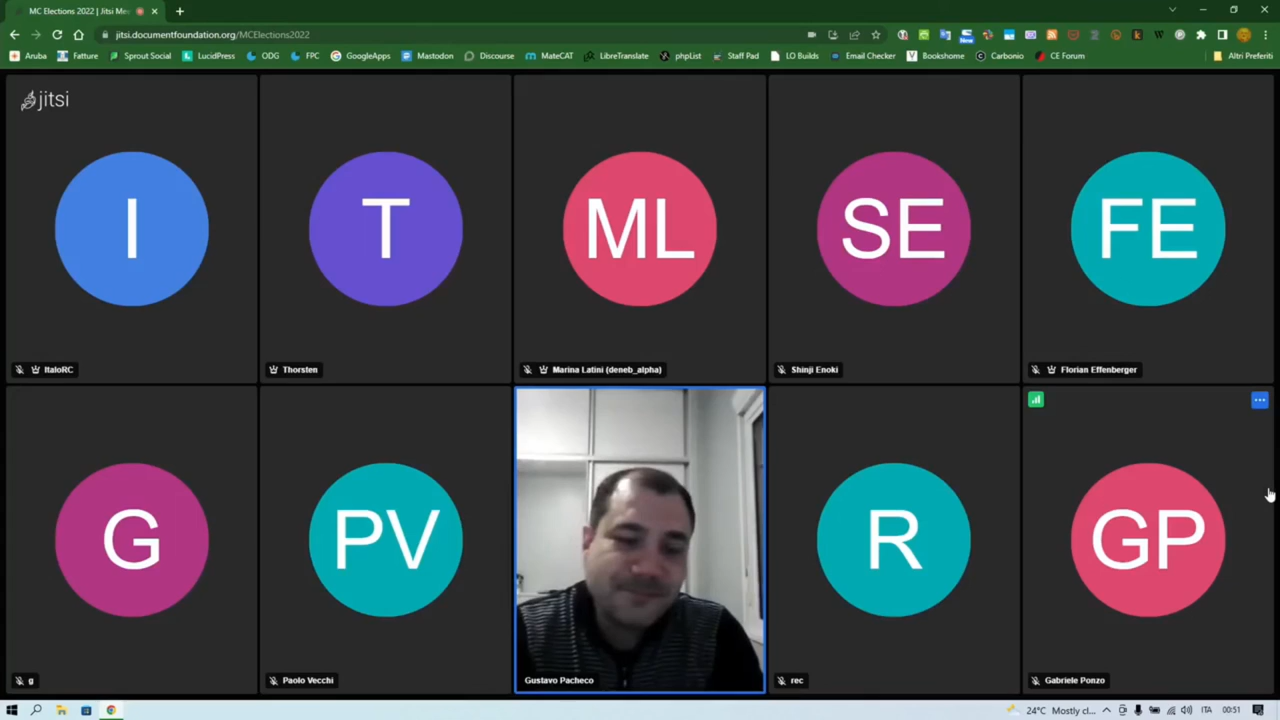 MC Elections 2022 | Jitsi Me
jitsi.documentfoundation.org/MCElections2022
Aruba Fatture Sprout Social LucidPress ODG FPC GoogleApps Mastodon Discourse MateCAT LibreTranslate phpList Staff Pad LO Builds Email Checker Bookshome Carbonio CE Forum Altri Preferiti
jitsi
I T ML SE FE
ItaloRC Thorsten Marina Latini (deneb_alpha) Shinji Enoki Florian Effenberger
G PV R GP
g Paolo Vecchi Gustavo Pacheco rec Gabriele Ponzo
24°C Mostly cl... ITA 00:51